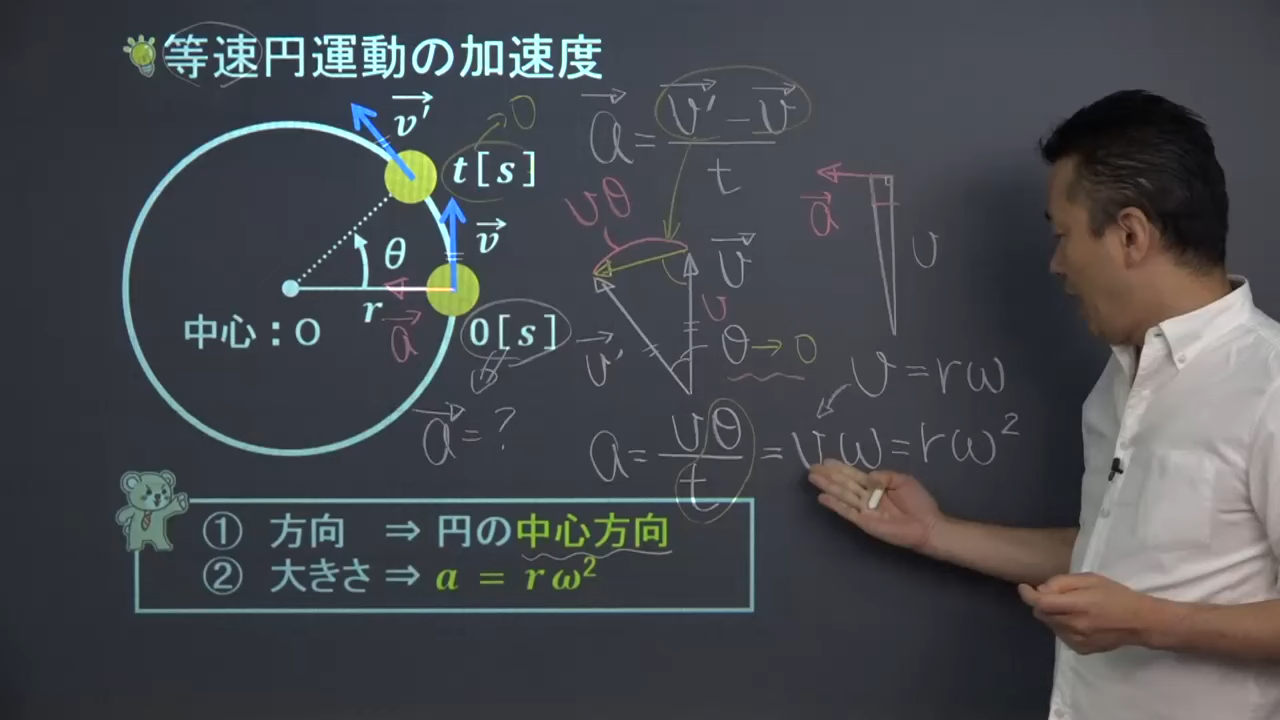 等速円運動の加速度
v'
t[s]
0
v
θ
r
中心：O
a
0[s]
a=?
a = v' - v / t
vθ
v
v
v'
θ→0
a
v
v=rω
a = vθ / t = vω = rω²
① 方向 ⇒ 円の中心方向
② 大きさ ⇒ a = rω²